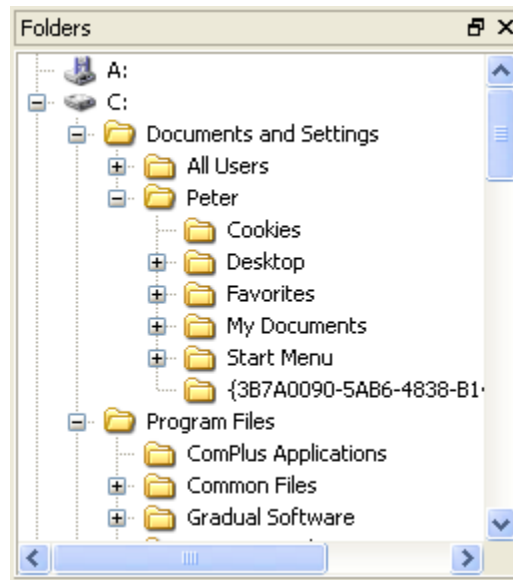 Folders
A:
C:
Documents and Settings
All Users
Peter
Cookies
Desktop
Favorites
My Documents
Start Menu
{3B7A0090-5AB6-4838-B1
Program Files
ComPlus Applications
Common Files
Gradual Software